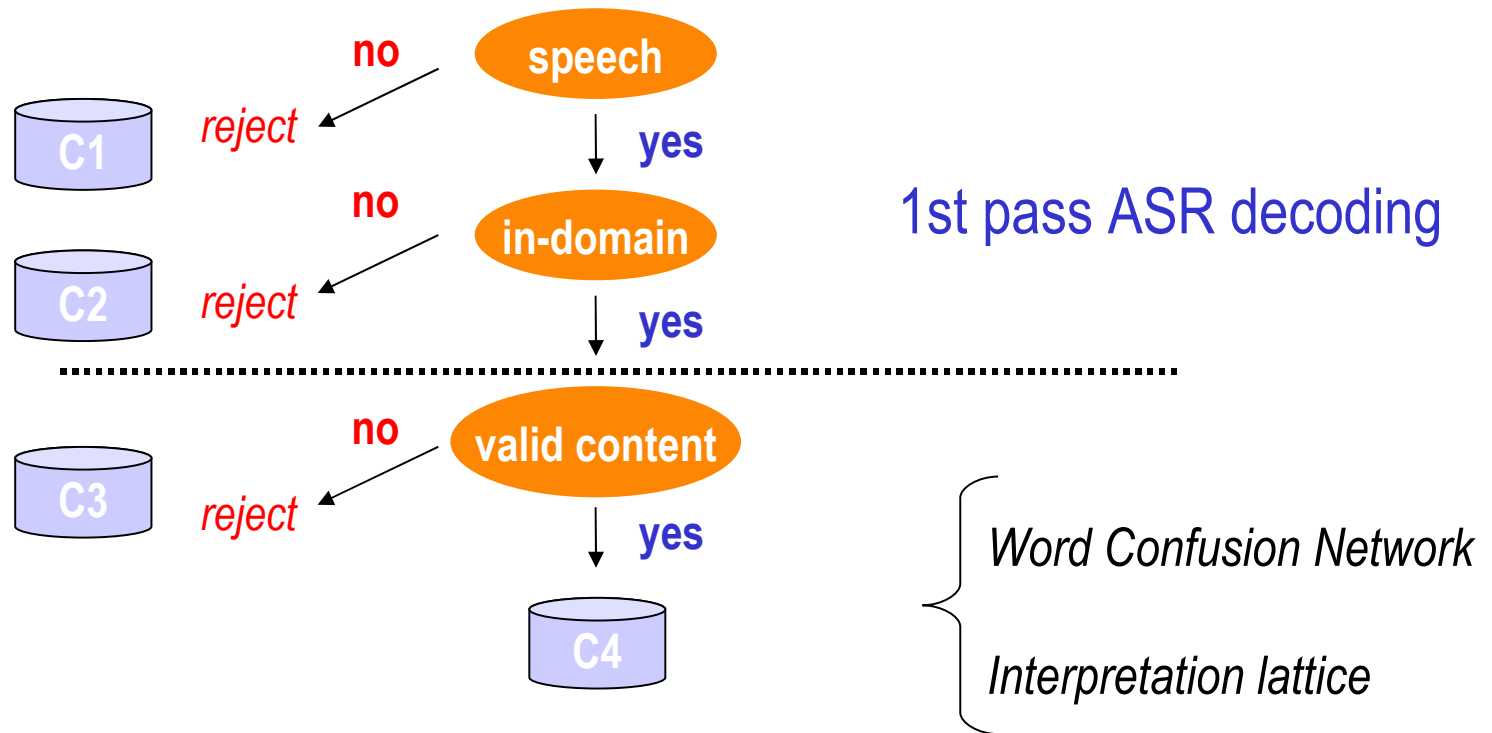 no
speech
C1
reject
yes
no
1st pass ASR decoding
in-domain
C2
reject
yes
no
valid content
C3
reject
yes
Word Confusion Network
C4
Interpretation lattice